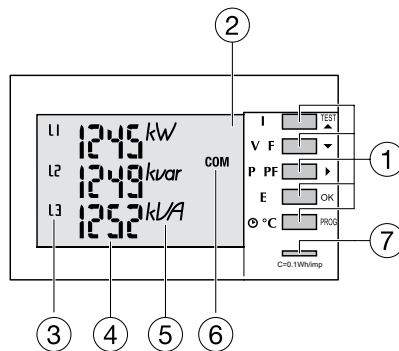 2
L1 1245 kW
L2 1249 kvar
L3 1252 kVA
COM
I TEST
V F
P PF
E OK
°C PROG
C=0.1Wh/imp
1
7
3 4 5 6